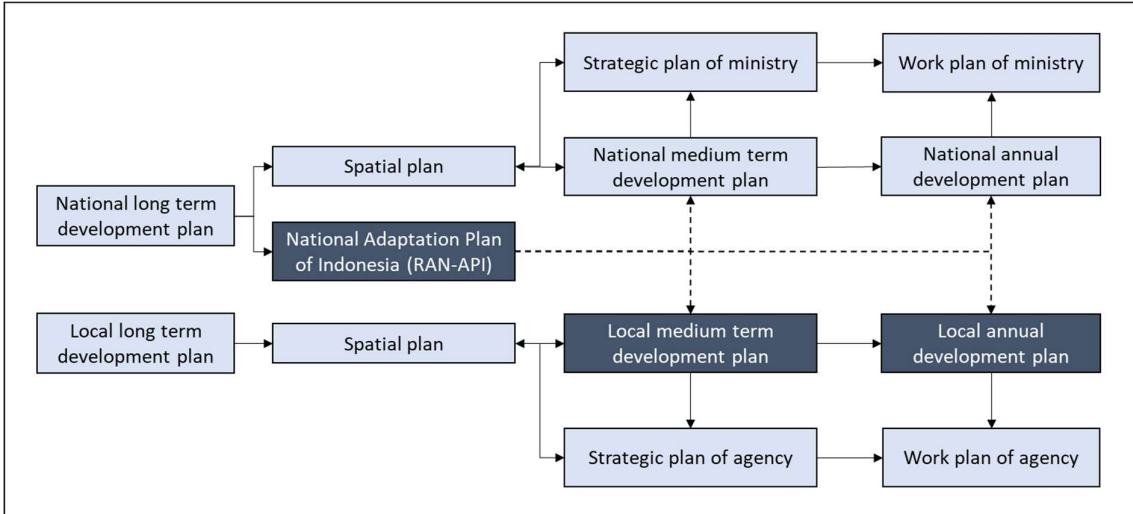 Strategic plan of ministry
Work plan of ministry
Spatial plan
National medium term
development plan
National annual
development plan
National long term
development plan
National Adaptation Plan
of Indonesia (RAN-API)
Local long term
development plan
Spatial plan
Local medium term
development plan
Local annual
development plan
Strategic plan of agency
Work plan of agency